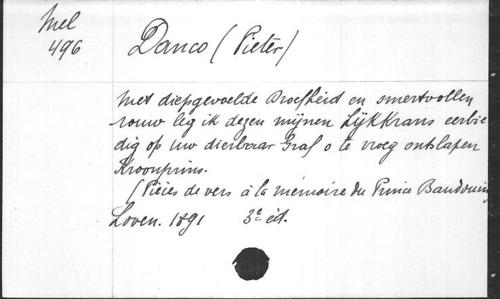 Mel
496
Danco (Pieter)
Met diepgevoelde Droefheid en smertvollen
rouw leg ik dezen mijnen Lijkkrans eerbie
dig op uw dierbaar Graf o te vroeg ontslapen
Kroonprins.
(Pièces de vers à la mémoire du Prince Baudouin
Loven. 1891 3e éd.